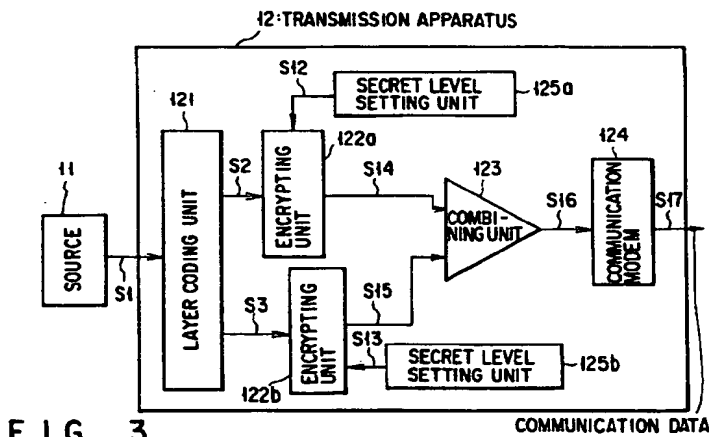 12:TRANSMISSION APPARATUS
S12
SECRET LEVEL
SETTING UNIT
125a
121
122a
S2
S14
123
124
11
SOURCE
S1
LAYER CODING UNIT
ENCRYPTING
UNIT
COMBI-
NING UNIT
S16
COMMUNICATION
MODEM
S17
S3
S15
ENCRYPTING
UNIT
S13
SECRET LEVEL
SETTING UNIT
122b
125b
FIG. 3
COMMUNICATION DATA